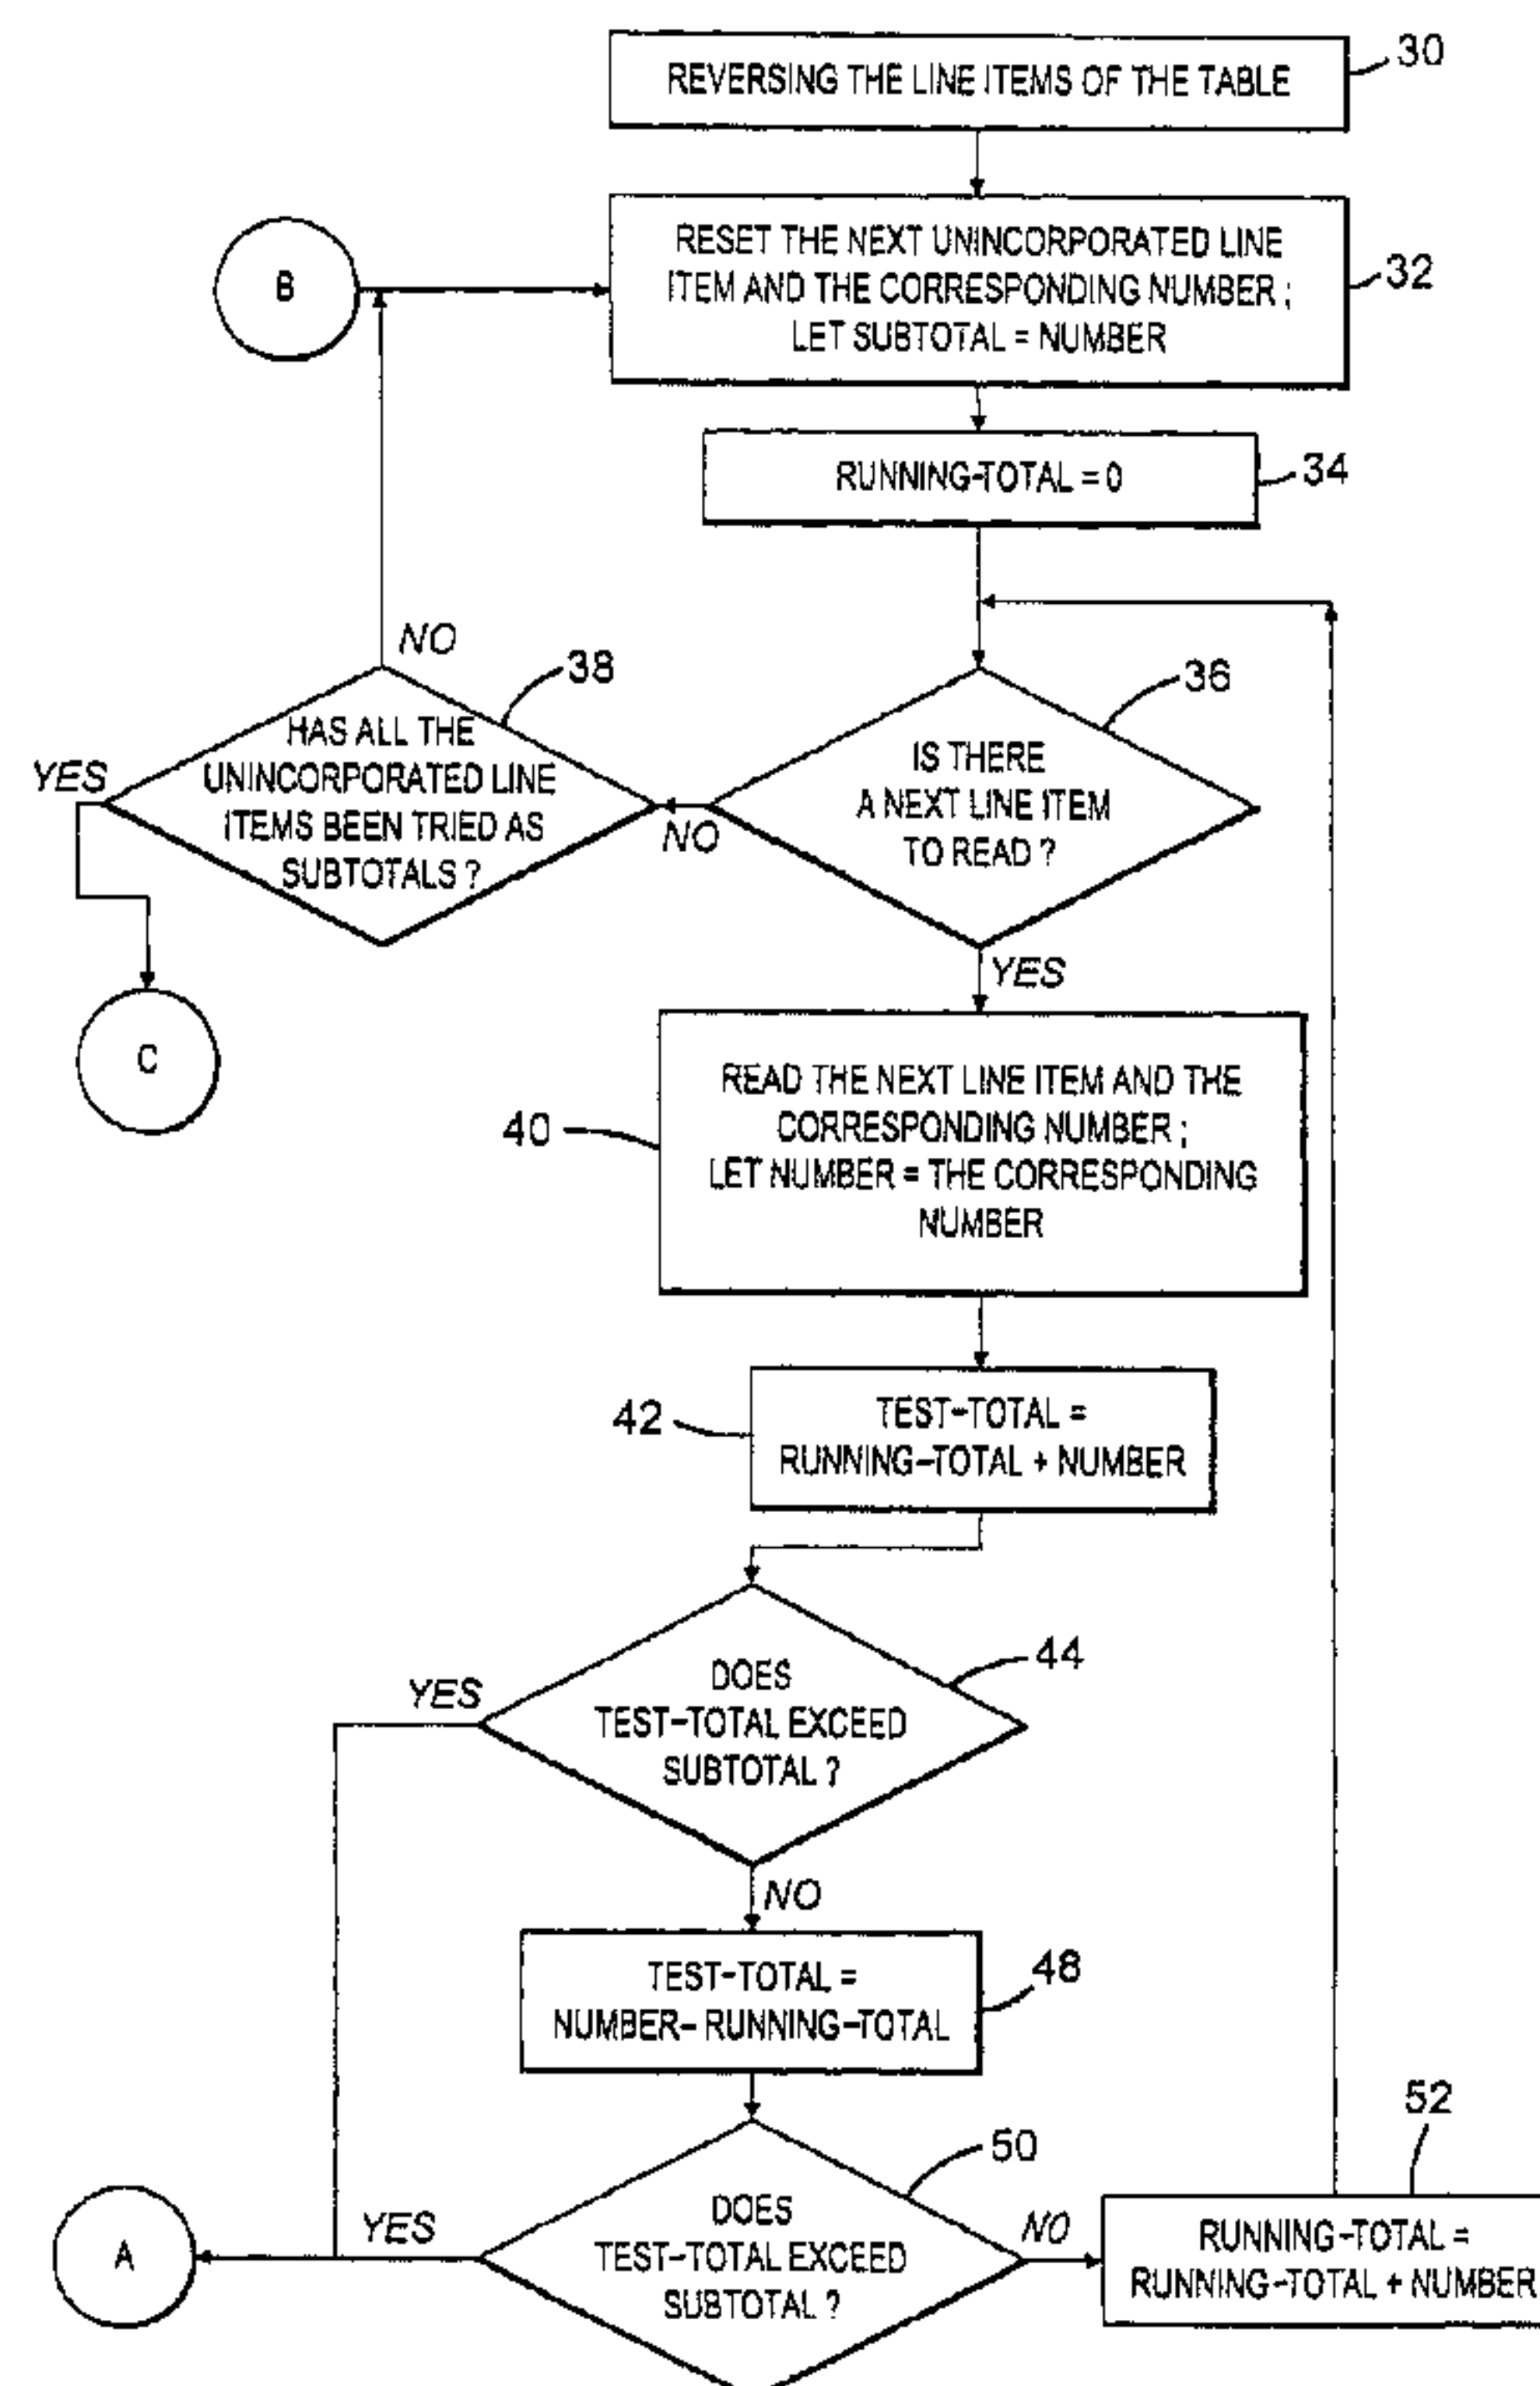 REVERSING THE LINE ITEMS OF THE TABLE
30
B
RESET THE NEXT UNINCORPORATED LINE
ITEM AND THE CORRESPONDING NUMBER ;
LET SUBTOTAL = NUMBER
32
RUNNING-TOTAL = 0
34
NO
38
HAS ALL THE
UNINCORPORATED LINE
ITEMS BEEN TRIED AS
SUBTOTALS ?
YES
36
IS THERE
A NEXT LINE ITEM
TO READ ?
NO
YES
C
40
READ THE NEXT LINE ITEM AND THE
CORRESPONDING NUMBER ;
LET NUMBER = THE CORRESPONDING
NUMBER
42
TEST-TOTAL =
RUNNING-TOTAL + NUMBER
44
DOES
TEST-TOTAL EXCEED
SUBTOTAL ?
YES
NO
TEST-TOTAL =
NUMBER- RUNNING-TOTAL
48
50
DOES
TEST-TOTAL EXCEED
SUBTOTAL ?
YES
A
NO
52
RUNNING-TOTAL =
RUNNING-TOTAL + NUMBER